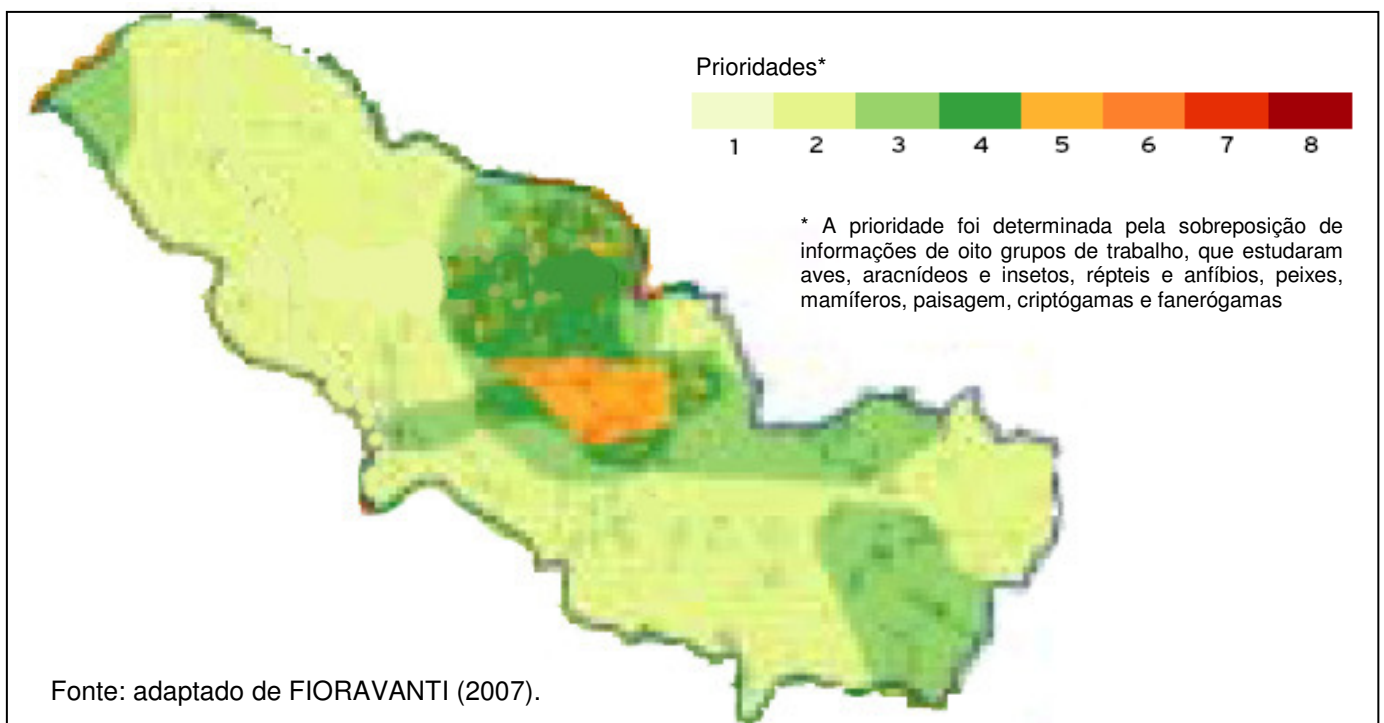 Prioridades*
1 2 3 4 5 6 7 8
* A prioridade foi determinada pela sobreposição de
informações de oito grupos de trabalho, que estudaram
aves, aracnídeos e insetos, répteis e anfíbios, peixes,
mamíferos, paisagem, criptógamas e fanerógamas
Fonte: adaptado de FIORAVANTI (2007).